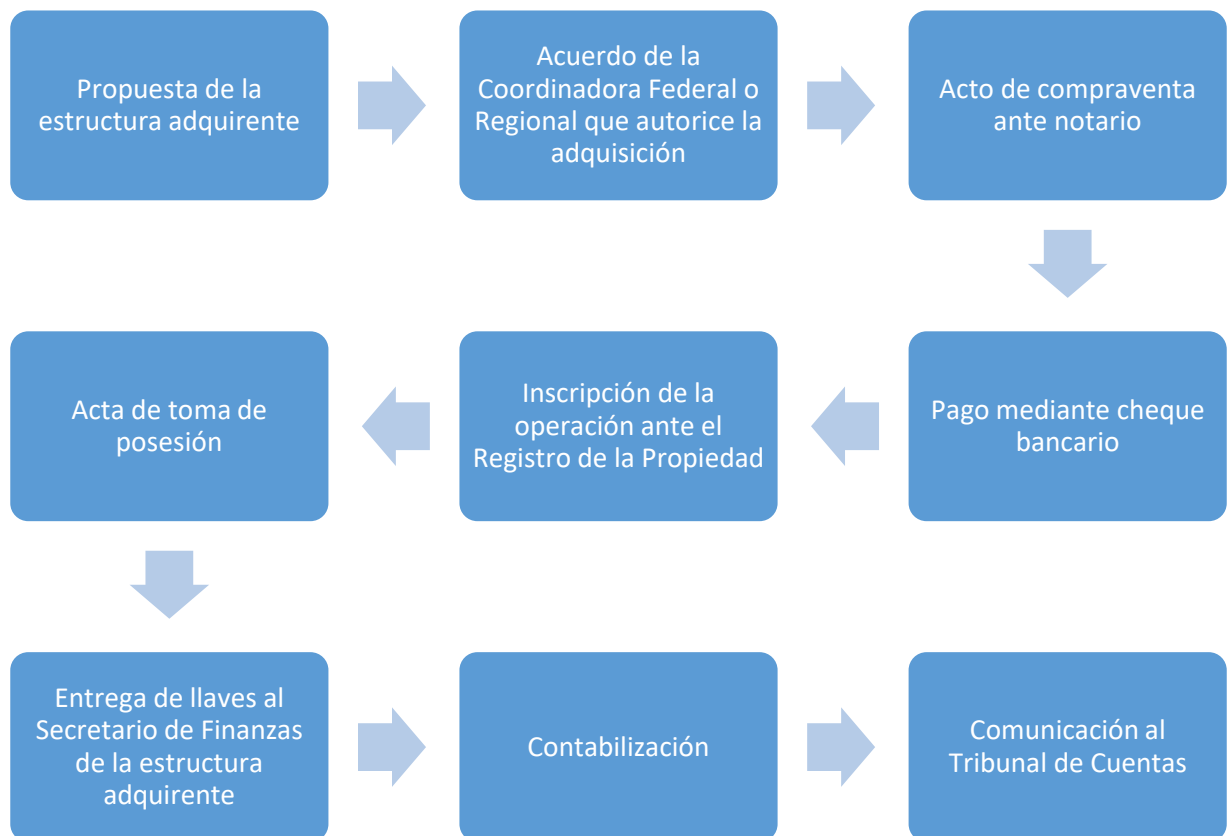 Propuesta de la
estructura adquirente
Acuerdo de la
Coordinadora Federal o
Regional que autorice la
adquisición
Acto de compraventa
ante notario
Pago mediante cheque
bancario
Inscripción de la
operación ante el
Registro de la Propiedad
Acta de toma de
posesión
Entrega de llaves al
Secretario de Finanzas
de la estructura
adquirente
Contabilización
Comunicación al
Tribunal de Cuentas